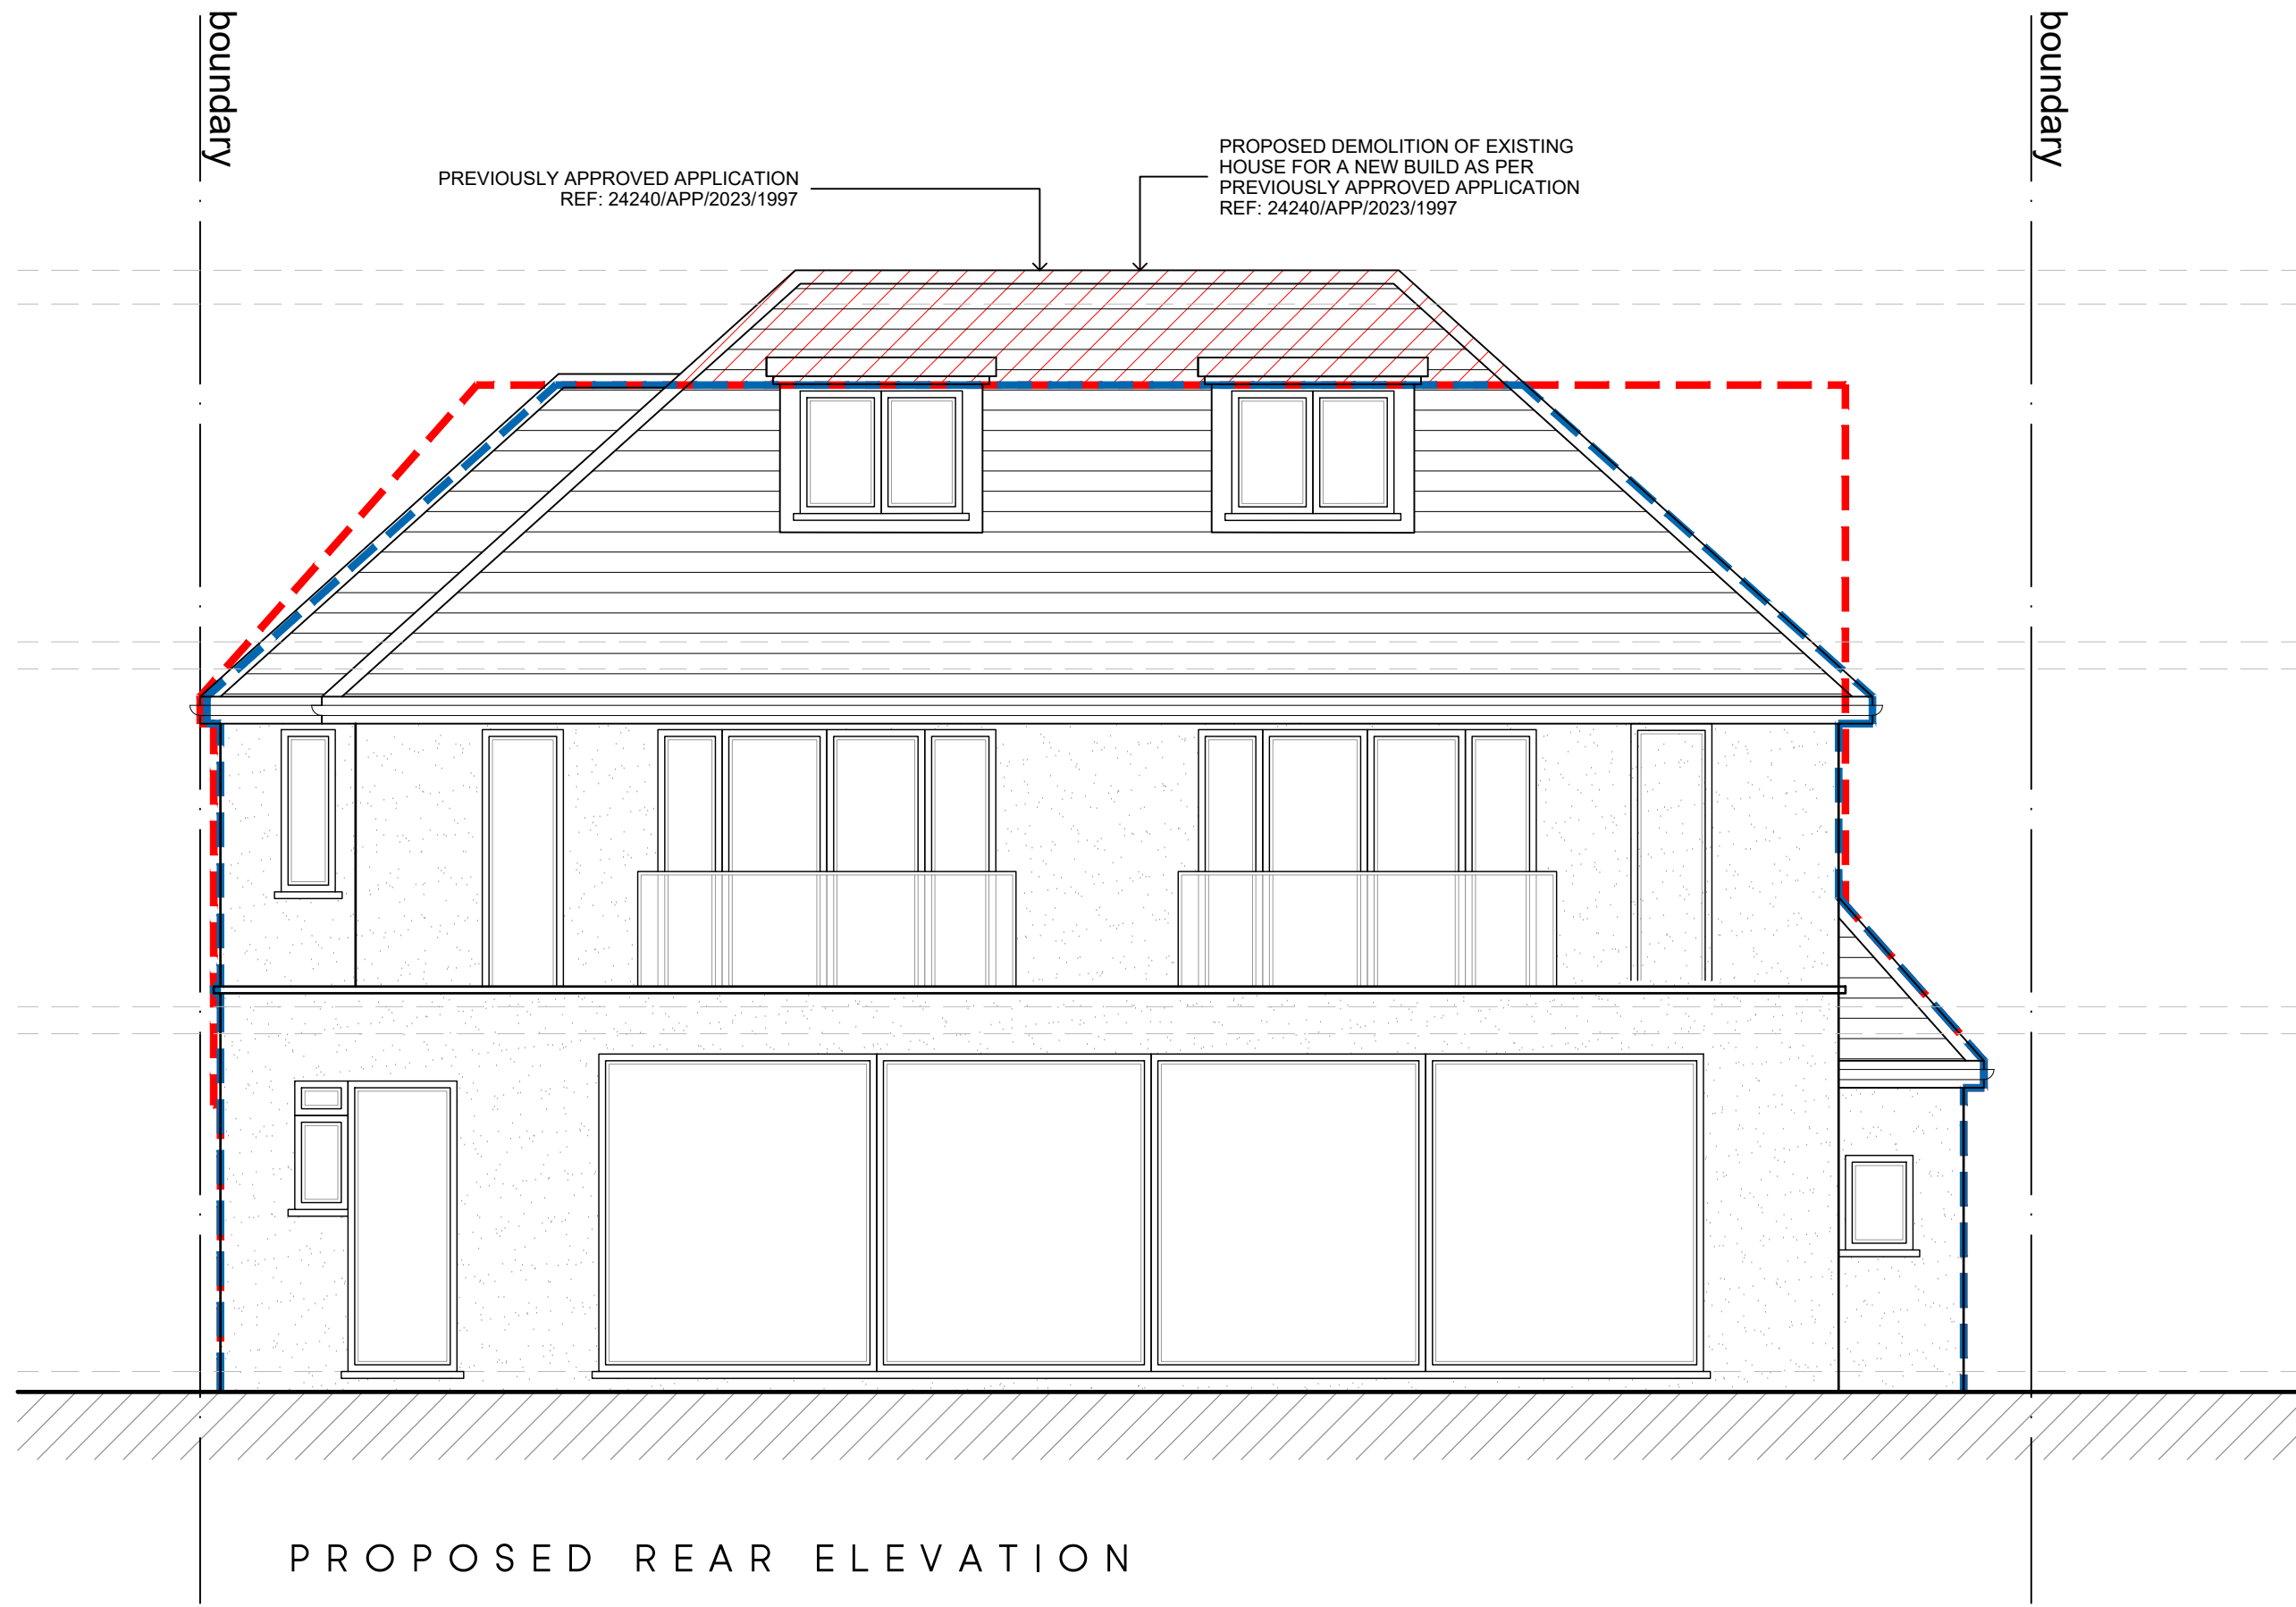 boundary
boundary
PREVIOUSLY APPROVED APPLICATION
REF: 24240/APP/2023/1997
PROPOSED DEMOLITION OF EXISTING
HOUSE FOR A NEW BUILD AS PER
PREVIOUSLY APPROVED APPLICATION
REF: 24240/APP/2023/1997
PROPOSED REAR ELEVATION